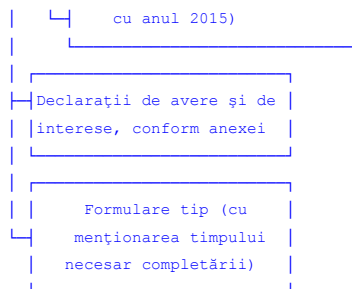 cu anul 2015)
Declaraţii de avere şi de
interese, conform anexei
Formulare tip (cu
menţionarea timpului
necesar completării)